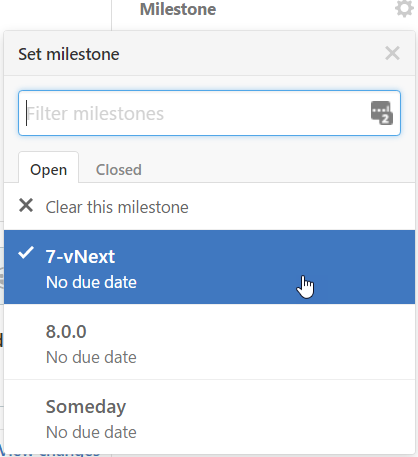 Milestone
Set milestone
Filter milestones
2
Open
Closed
Clear this milestone
7-vNext
No due date
8.0.0
No due date
Someday
No due date